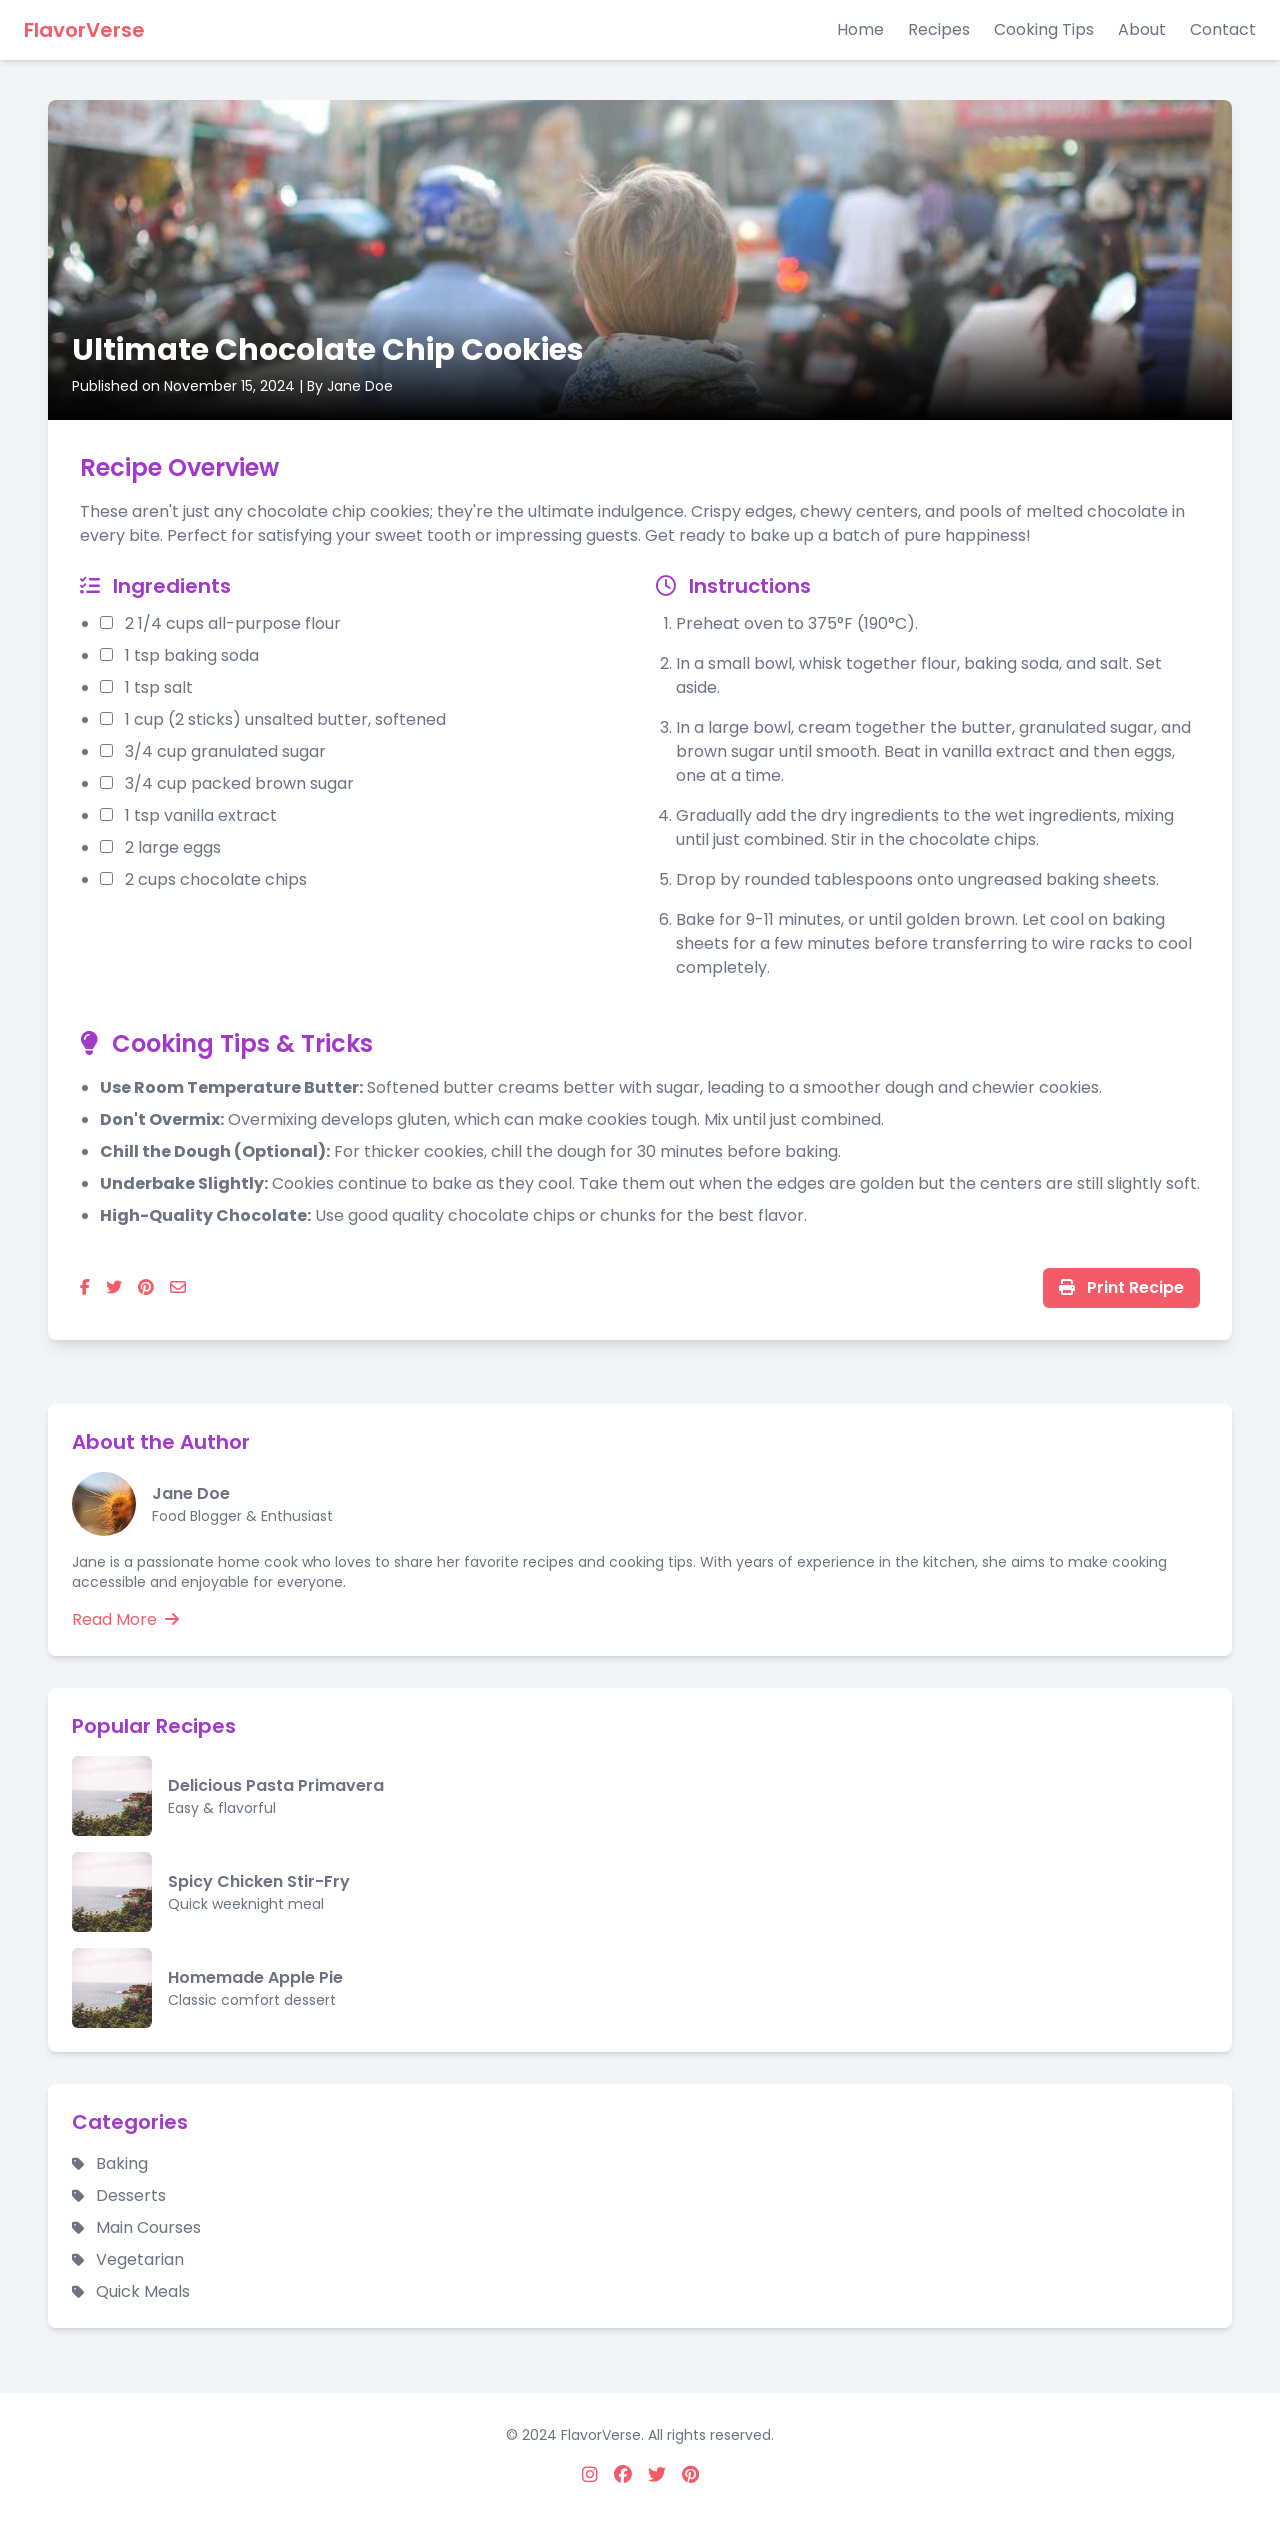 FlavorVerse
Home Recipes Cooking Tips About Contact
Ultimate Chocolate Chip Cookies
Published on November 15, 2024 | By Jane Doe
Recipe Overview
These aren't just any chocolate chip cookies; they're the ultimate indulgence. Crispy edges, chewy centers, and pools of melted chocolate in
every bite. Perfect for satisfying your sweet tooth or impressing guests. Get ready to bake up a batch of pure happiness!
Ingredients
2 1/4 cups all-purpose flour
1 tsp baking soda
1 tsp salt
1 cup (2 sticks) unsalted butter, softened
3/4 cup granulated sugar
3/4 cup packed brown sugar
1 tsp vanilla extract
2 large eggs
2 cups chocolate chips
Instructions
1. Preheat oven to 375°F (190°C).
2. In a small bowl, whisk together flour, baking soda, and salt. Set
aside.
3. In a large bowl, cream together the butter, granulated sugar, and
brown sugar until smooth. Beat in vanilla extract and then eggs,
one at a time.
4. Gradually add the dry ingredients to the wet ingredients, mixing
until just combined. Stir in the chocolate chips.
5. Drop by rounded tablespoons onto ungreased baking sheets.
6. Bake for 9-11 minutes, or until golden brown. Let cool on baking
sheets for a few minutes before transferring to wire racks to cool
completely.
Cooking Tips & Tricks
Use Room Temperature Butter: Softened butter creams better with sugar, leading to a smoother dough and chewier cookies.
Don't Overmix: Overmixing develops gluten, which can make cookies tough. Mix until just combined.
Chill the Dough (Optional): For thicker cookies, chill the dough for 30 minutes before baking.
Underbake Slightly: Cookies continue to bake as they cool. Take them out when the edges are golden but the centers are still slightly soft.
High-Quality Chocolate: Use good quality chocolate chips or chunks for the best flavor.
Print Recipe
About the Author
Jane Doe
Food Blogger & Enthusiast
Jane is a passionate home cook who loves to share her favorite recipes and cooking tips. With years of experience in the kitchen, she aims to make cooking
accessible and enjoyable for everyone.
Read More
Popular Recipes
Delicious Pasta Primavera
Easy & flavorful
Spicy Chicken Stir-Fry
Quick weeknight meal
Homemade Apple Pie
Classic comfort dessert
Categories
Baking
Desserts
Main Courses
Vegetarian
Quick Meals
© 2024 FlavorVerse. All rights reserved.